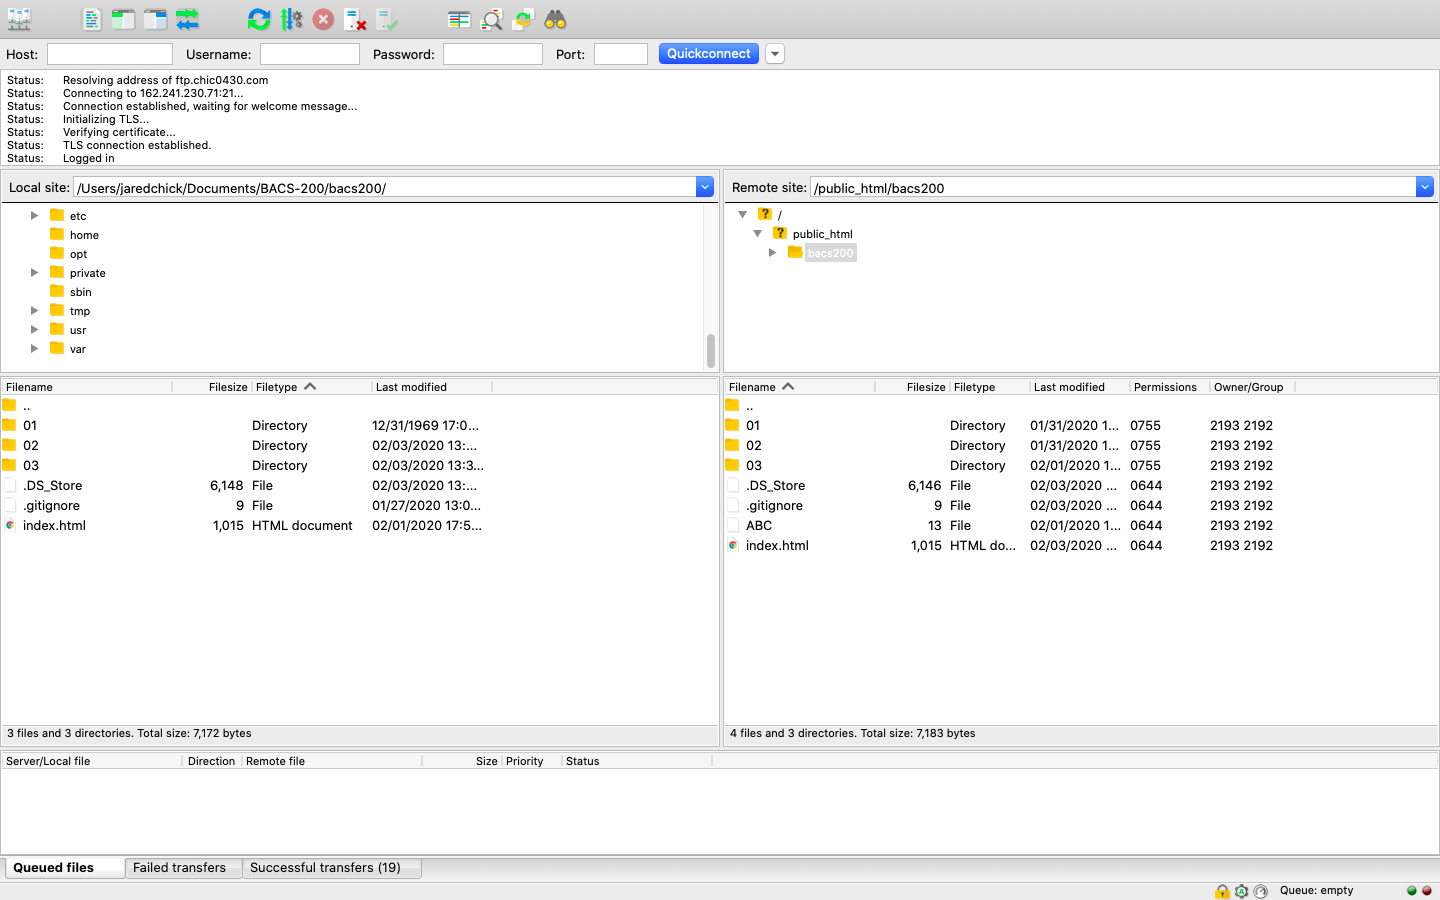 Host: Username: Password: Port: Quickconnect
Status: Resolving address of ftp.chic0430.com
Status: Connecting to 162.241.230.71:21...
Status: Connection established, waiting for welcome message...
Status: Initializing TLS...
Status: Verifying certificate...
Status: TLS connection established.
Status: Logged in
Local site: /Users/jaredchick/Documents/BACS-200/bacs200/
etc
home
opt
private
sbin
tmp
usr
var
Filename Filesize Filetype Last modified
..
01 Directory 12/31/1969 17:0...
02 Directory 02/03/2020 13:...
03 Directory 02/03/2020 13:3...
.DS_Store 6,148 File 02/03/2020 13:...
.gitignore 9 File 01/27/2020 13:0...
index.html 1,015 HTML document 02/01/2020 17:5...
3 files and 3 directories. Total size: 7,172 bytes
Remote site: /public_html/bacs200
/
public_html
bacs200
Filename Filesize Filetype Last modified Permissions Owner/Group
..
01 Directory 01/31/2020 1... 0755 2193 2192
02 Directory 01/31/2020 1... 0755 2193 2192
03 Directory 02/01/2020 1... 0755 2193 2192
.DS_Store 6,146 File 02/03/2020 ... 0644 2193 2192
.gitignore 9 File 02/03/2020 ... 0644 2193 2192
ABC 13 File 02/01/2020 1... 0644 2193 2192
index.html 1,015 HTML do... 02/03/2020 ... 0644 2193 2192
4 files and 3 directories. Total size: 7,183 bytes
Server/Local file Direction Remote file Size Priority Status
Queued files Failed transfers Successful transfers (19)
Queue: empty